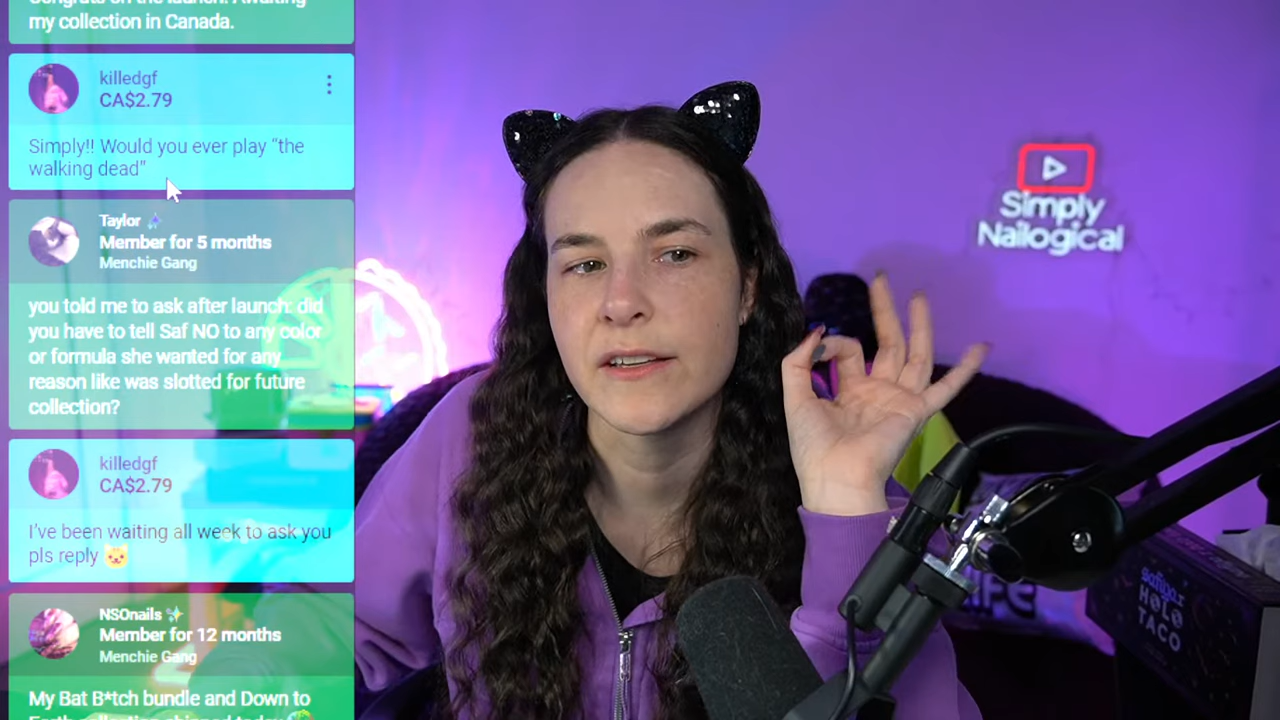 Congrats on the launch! Awaiting
my collection in Canada.
killedgf
CA$2.79
Simply!! Would you ever play “the
walking dead”
Taylor
Member for 5 months
Menchie Gang
you told me to ask after launch: did
you have to tell Saf NO to any color
or formula she wanted for any
reason like was slotted for future
collection?
killedgf
CA$2.79
I’ve been waiting all week to ask you
pls reply 🐱
NSOnails
Member for 12 months
Menchie Gang
My Bat B*tch bundle and Down to
Earth collection shipped today
Simply
Nailogical
HOLO
TACO